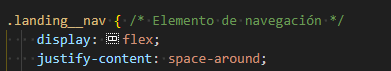 .landing__nav { /* Elemento de navegación */
display: flex;
justify-content: space-around;